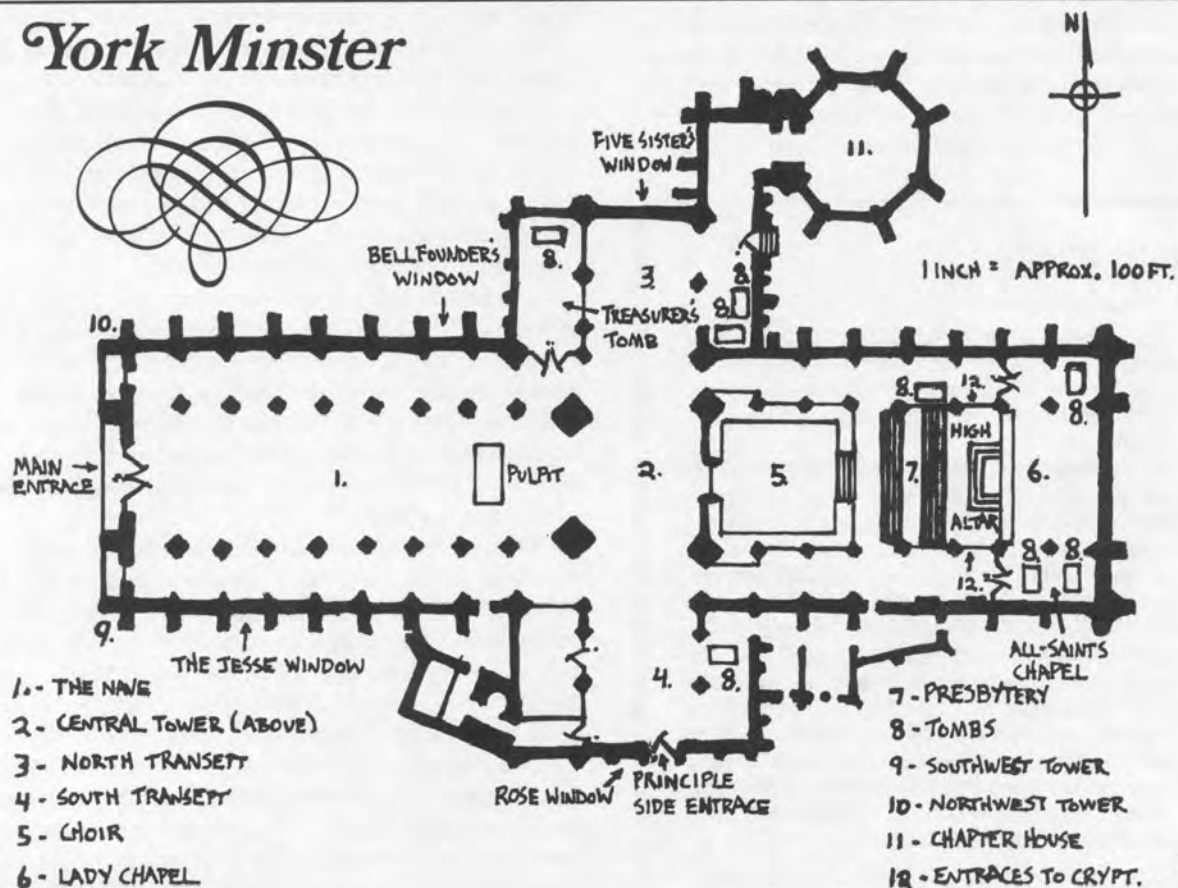 York Minster
N
FIVE SISTER'S
WINDOW
11.
BELLFOUNDER'S
WINDOW
8.
3.
8.
8.
1 INCH = APPROX. 100 FT.
TREASURER'S
TOMB
10.
8.
12.
8.
MAIN
ENTRACE
1.
PULPIT
2.
5.
7.
HIGH
ALTAR
6.
8.
8.
12.
9.
THE JESSE WINDOW
4.
8.
ALL-SAINTS
CHAPEL
ROSE WINDOW
PRINCIPLE
SIDE ENTRACE
1. - THE NAVE
2 - CENTRAL TOWER (ABOVE)
3 - NORTH TRANSEPT
4 - SOUTH TRANSEPT
5 - CHOIR
6 - LADY CHAPEL
7 - PRESBYTERY
8 - TOMBS
9 - SOUTHWEST TOWER
10 - NORTHWEST TOWER
11 - CHAPTER HOUSE
12 - ENTRACES TO CRYPT.